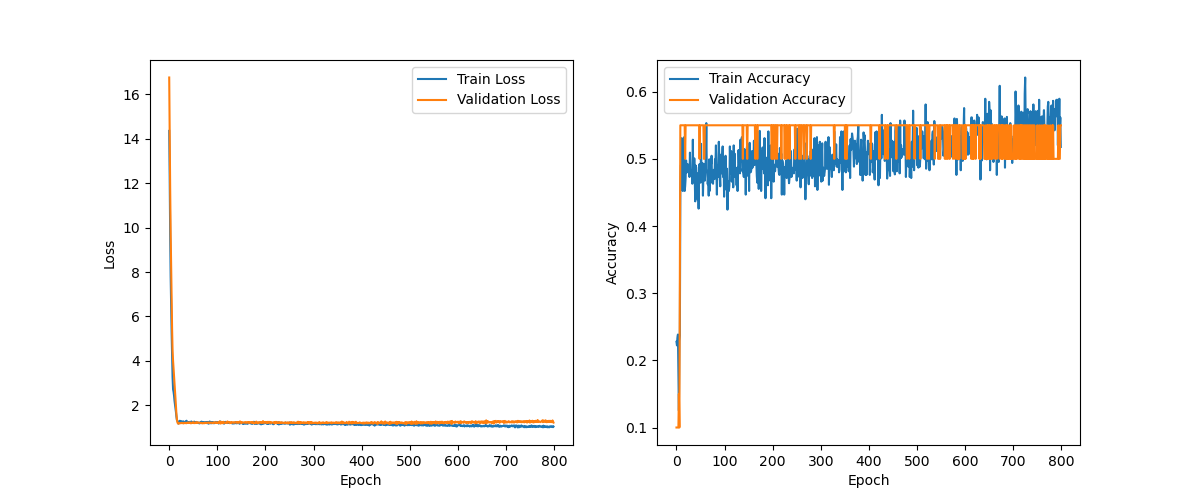 Train Loss
Validation Loss
16
14
12
10
8
6
4
2
Loss
0 100 200 300 400 500 600 700 800
Epoch
Train Accuracy
Validation Accuracy
0.6
0.5
0.4
0.3
0.2
0.1
Accuracy
0 100 200 300 400 500 600 700 800
Epoch